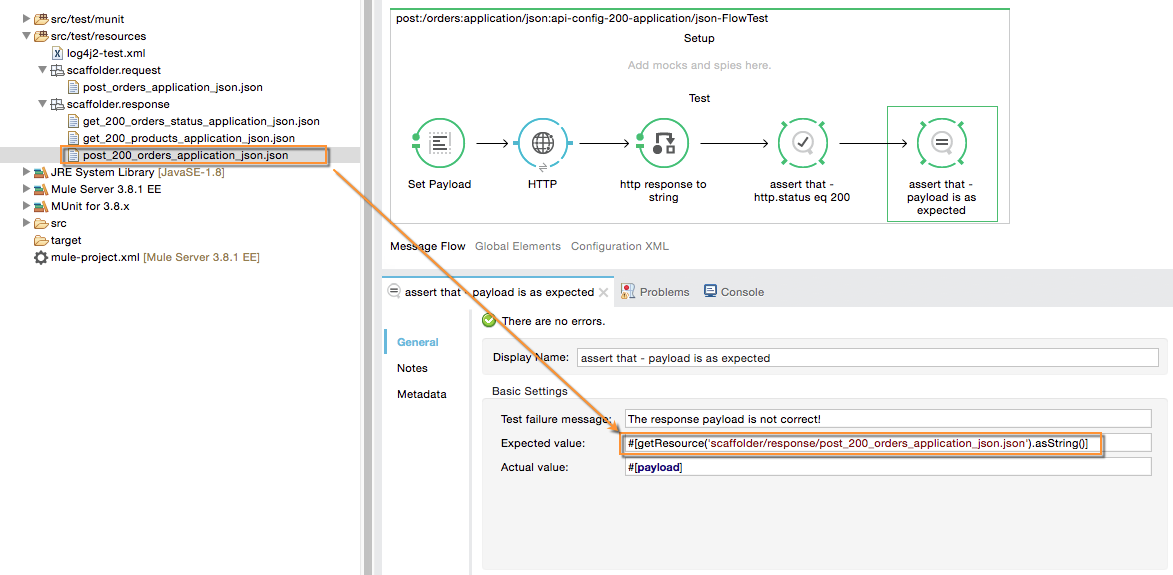 src/test/munit
src/test/resources
log4j2-test.xml
scaffolder.request
post_orders_application_json.json
scaffolder.response
get_200_orders_status_application_json.json
get_200_products_application_json.json
post_200_orders_application_json.json
JRE System Library [JavaSE-1.8]
Mule Server 3.8.1 EE
MUnit for 3.8.x
src
target
mule-project.xml [Mule Server 3.8.1 EE]
post:/orders:application/json:api-config-200-application/json-FlowTest
Setup
Add mocks and spies here.
Test
Set Payload
HTTP
http response to
string
assert that -
http.status eq 200
assert that -
payload is as
expected
Message Flow Global Elements Configuration XML
assert that - payload is as expected Problems Console
There are no errors.
General
Notes
Metadata
Display Name: assert that - payload is as expected
Basic Settings
Test failure message: The response payload is not correct!
Expected value: #[getResource('scaffolder/response/post_200_orders_application_json.json').asString()]
Actual value: #[payload]